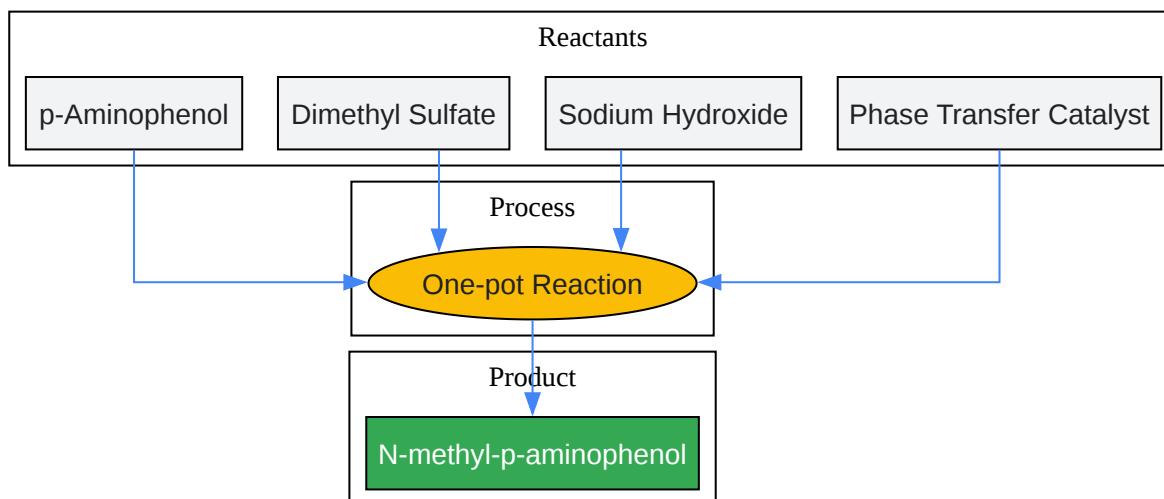 Reactants
p-Aminophenol
Dimethyl Sulfate
Sodium Hydroxide
Phase Transfer Catalyst
Process
One-pot Reaction
Product
N-methyl-p-aminophenol